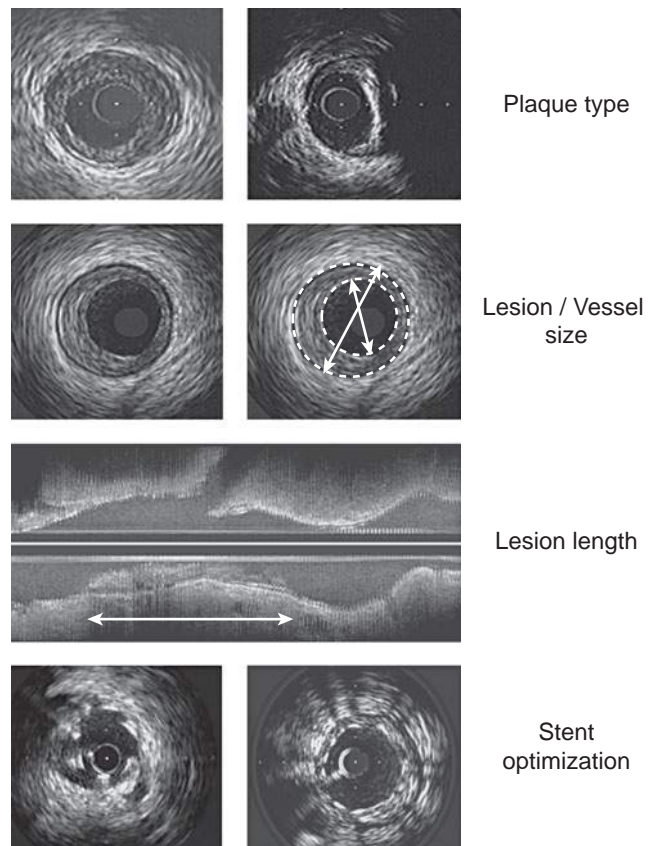 Plaque type
Lesion / Vessel
size
Lesion length
Stent
optimization